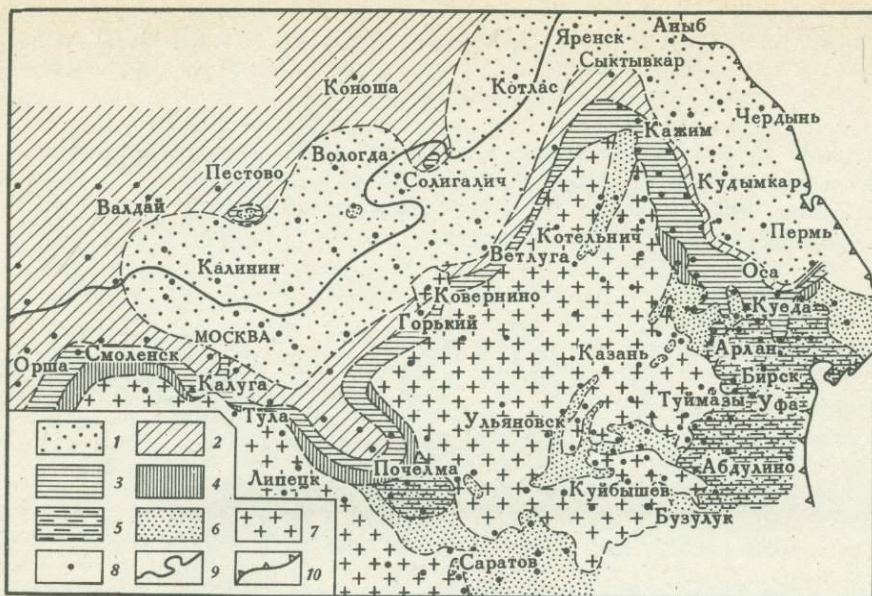 Аныб
Яренск
Сыктывкар
Коноша
Котлас
Чердынь
Кажим
Вологда
Пестово
Солигалич
Кудымкар
Валдай
Котельнич
Пермь
Ветлуга
Калинин
Оса
Ковернино
Куеда
Горький
МОСКВА
Смоленск
Арлан
Орша
Казань
Бирск
Калуга
Туймазы
Уфа
Тула
Ульяновск
Абдулино
Почелма
Липецк
Куйбышев
Бузулук
Саратов
1 2
3 4
5 6 7
8 9 10